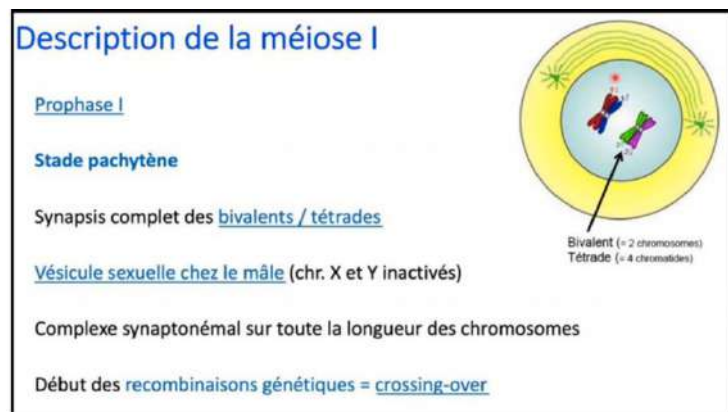 Description de la méiose I
Prophase I
Stade pachytène
Synapsis complet des bivalents / tétrades
Vésicule sexuelle chez le mâle (chr. X et Y inactivés)
Complexe synaptonémal sur toute la longueur des chromosomes
Début des recombinaisons génétiques = crossing-over
Bivalent (= 2 chromosomes)
Tétrade (= 4 chromatides)